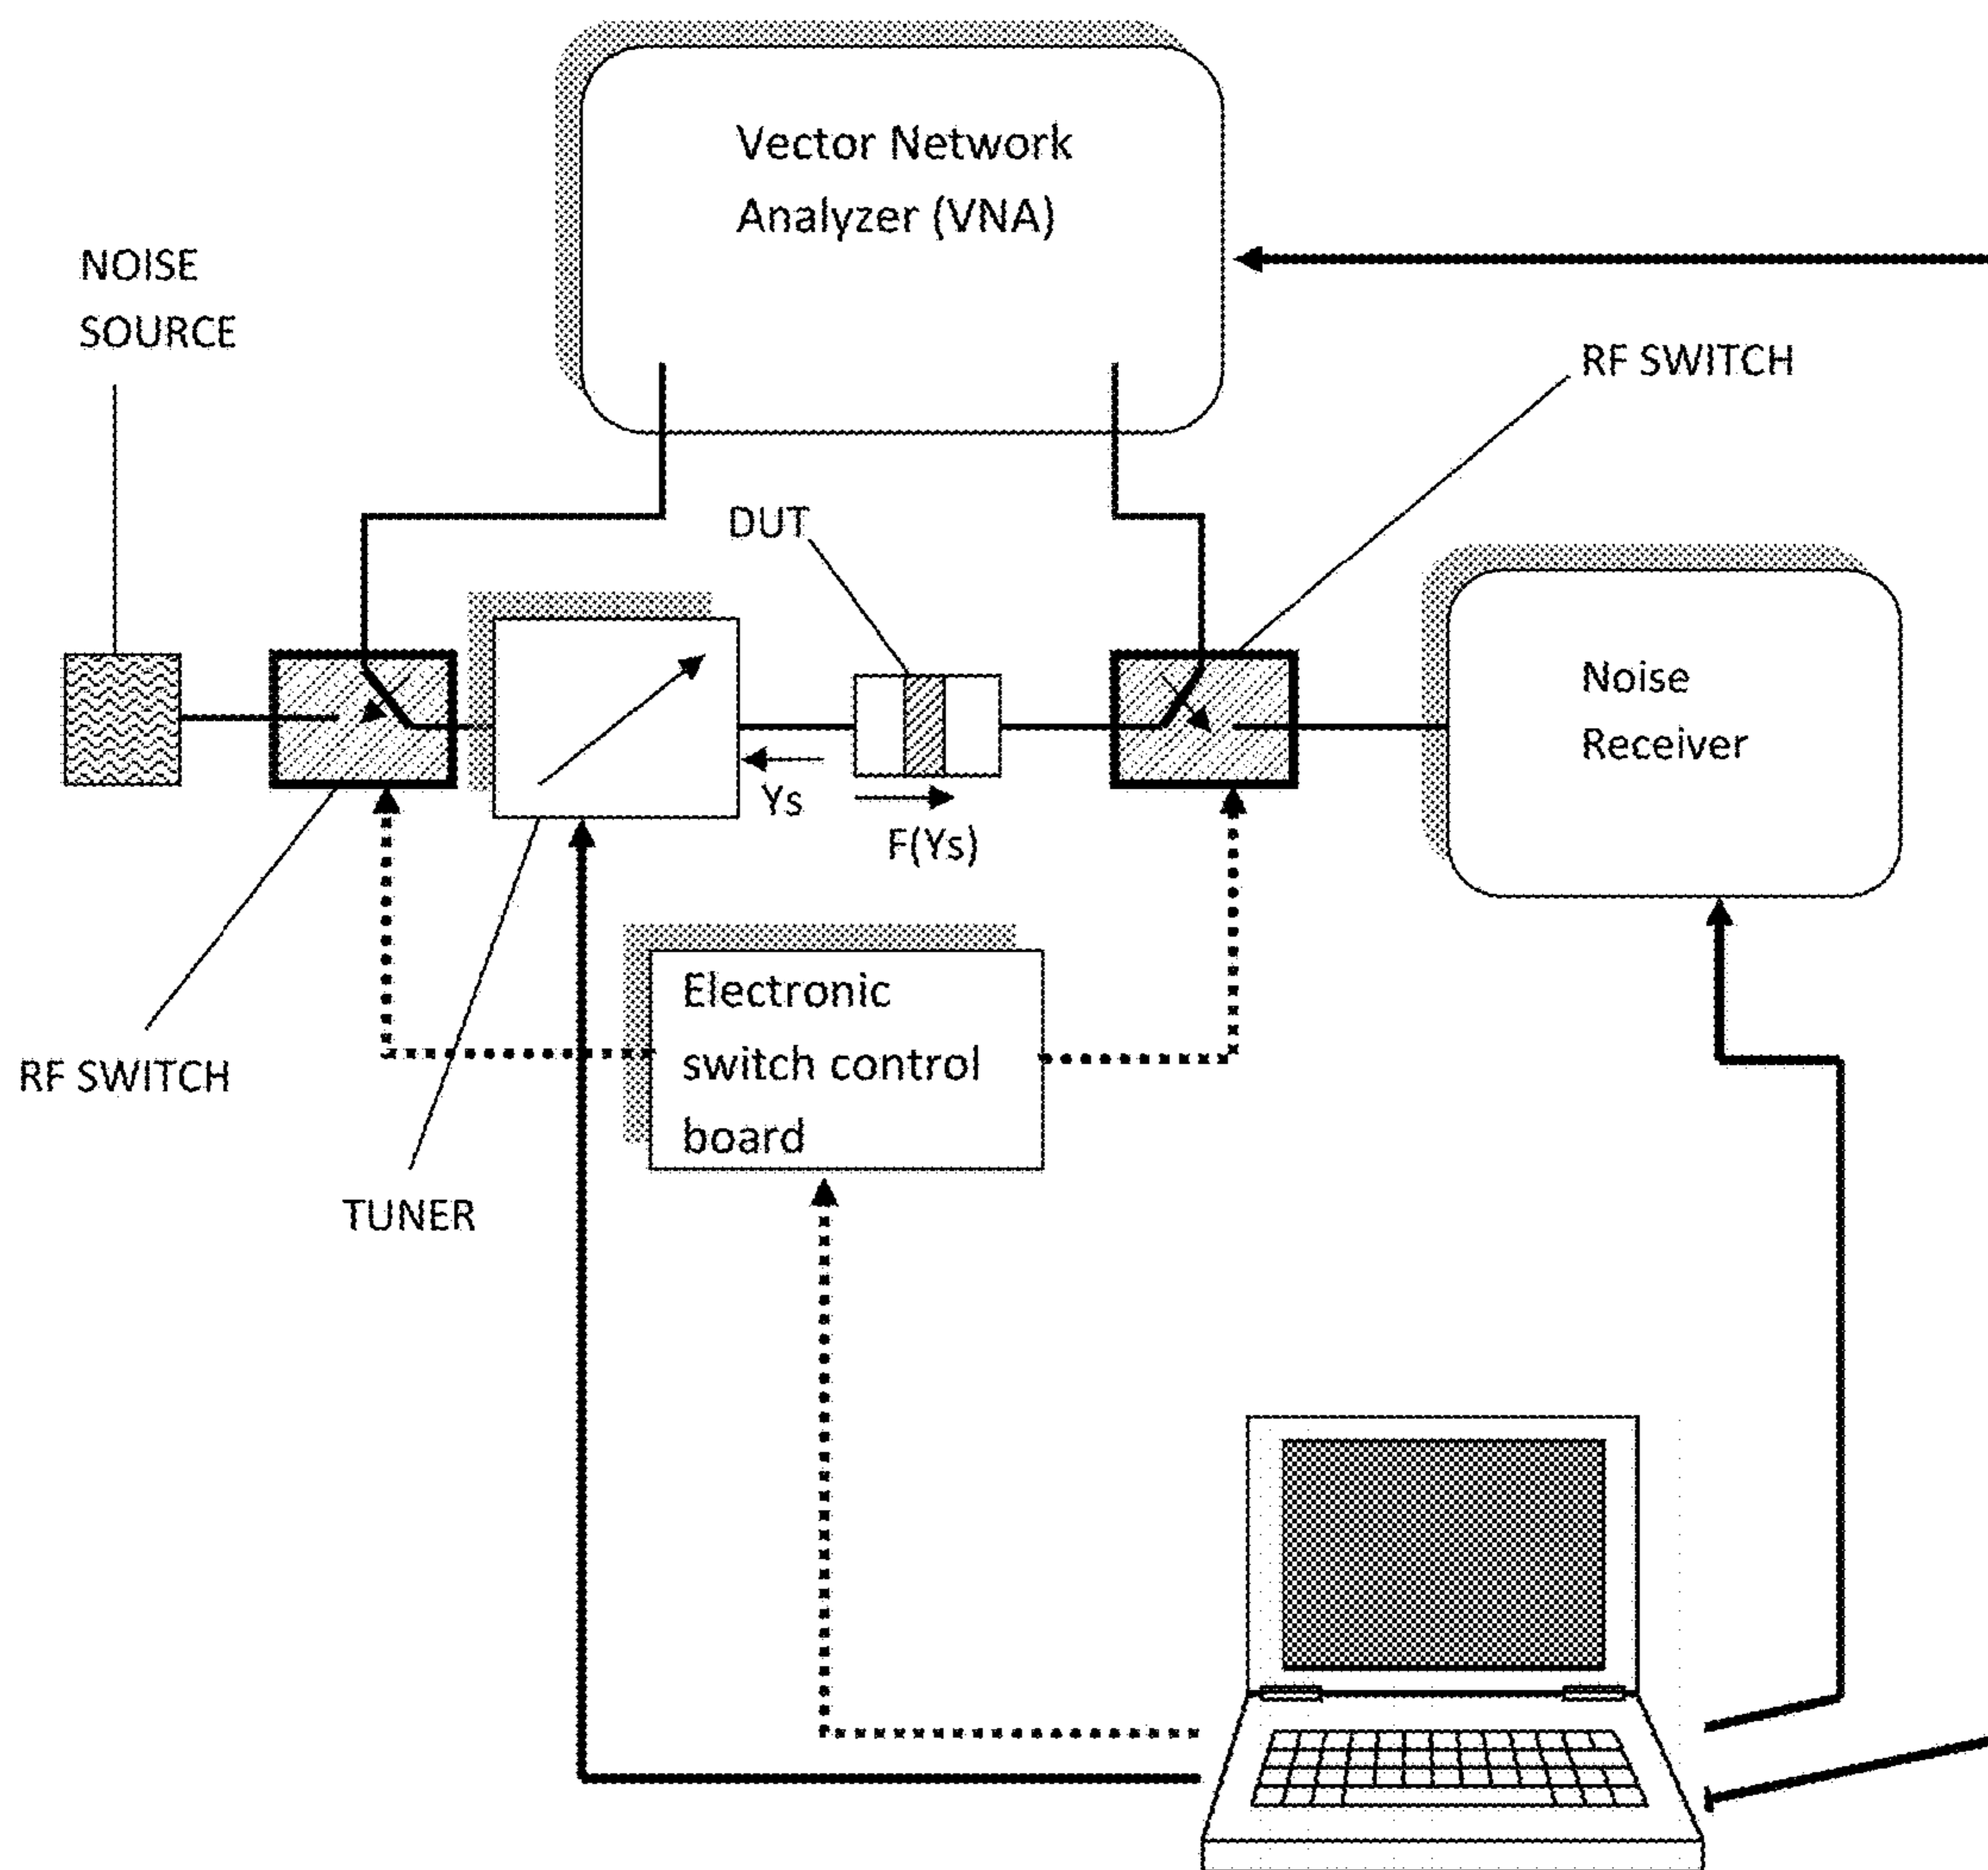 Vector Network
Analyzer (VNA)
NOISE
SOURCE
RF SWITCH
DUT
Noise
Receiver
Ys
F(Ys)
Electronic
switch control
board
RF SWITCH
TUNER